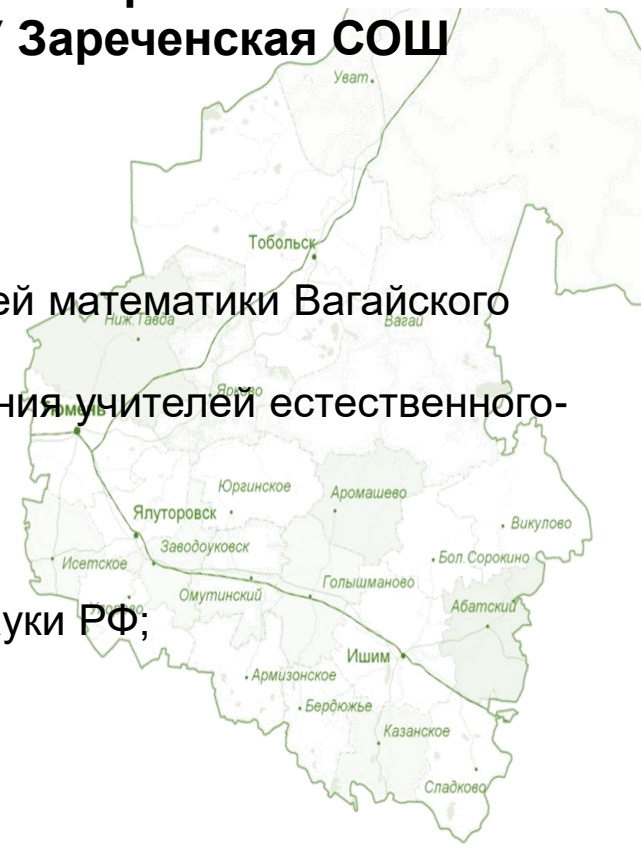 Зареченская СОШ
Уват
Тобольск
ей математики Вагайского
Ниж. Тавда
Вагай
Ярково
ния учителей естественного-
Тюмень
Юргинское
Аромашево
Ялуторовск
Викулово
Заводоуковск
Бол. Сорокино
Исетское
Голышманово
Омутинский
Абатский
уки РФ;
Ишим
Армизонское
Бердюжье
Казанское
Сладково